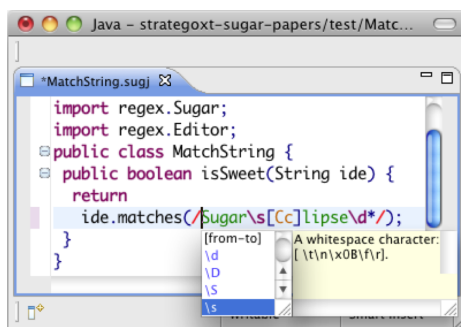 Java – strategoxt-sugar-papers/test/Matc...
*MatchString.sugj
import regex.Sugar;
import regex.Editor;
public class MatchString {
public boolean isSweet(String ide) {
return
ide.matches(/Sugar\s[Cc]lipse\d*/);
}
}
[from-to]
\d
\D
\S
\s
A whitespace character:
[ \t\n\x0B\f\r].